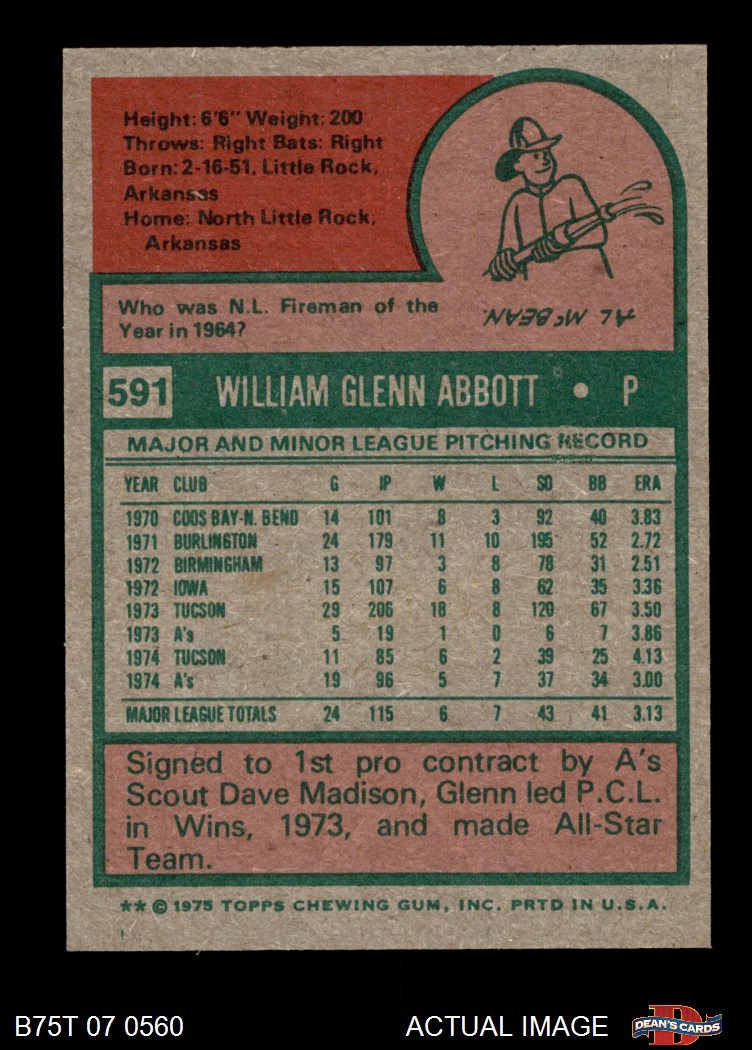 Height: 6'6" Weight: 200
Throws: Right Bats: Right
Born: 2-16-51, Little Rock,
Arkansas
Home: North Little Rock,
Arkansas
Who was N.L. Fireman of the
Year in 1964?
AL McBEAN.
591 WILLIAM GLENN ABBOTT • P
MAJOR AND MINOR LEAGUE PITCHING RECORD
YEAR CLUB G IP W L SO BB ERA
1970 COOS BAY-N. BEND 14 101 8 3 92 40 3.83
1971 BURLINGTON 24 179 11 10 195 52 2.72
1972 BIRMINGHAM 13 97 3 8 78 31 2.51
1972 IOWA 15 107 6 8 62 35 3.36
1973 TUCSON 29 206 18 8 120 67 3.50
1973 A's 5 19 1 0 6 7 3.86
1974 TUCSON 11 85 6 2 39 25 4.13
1974 A's 19 96 5 7 37 34 3.00
MAJOR LEAGUE TOTALS 24 115 6 7 43 41 3.13
Signed to 1st pro contract by A's
Scout Dave Madison, Glenn led P.C.L.
in Wins, 1973, and made All-Star
Team.
** © 1975 TOPPS CHEWING GUM, INC. PRTD IN U.S.A.
B75T 07 0560 ACTUAL IMAGE D DEAN'S CARDS